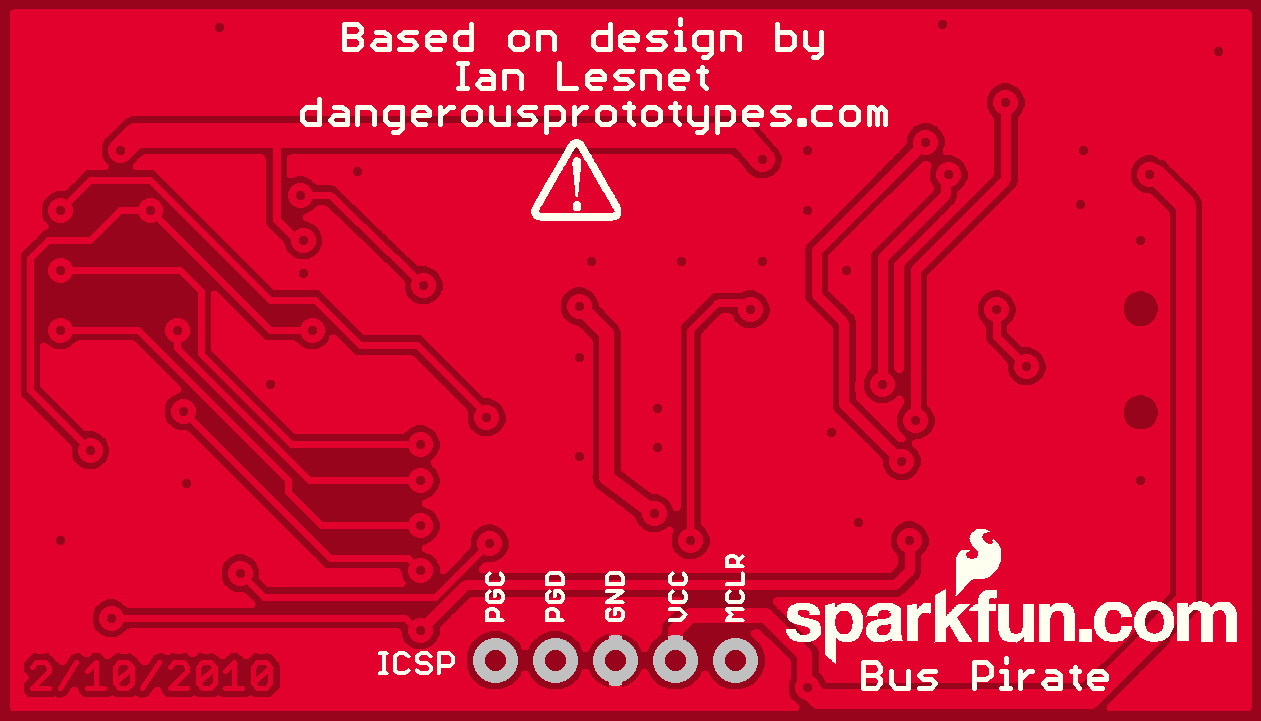 Based on design by
Ian Lesnet
dangerousprototypes.com
PGC
PGD
GND
VCC
MCLR
sparkfun.com
ICSP
Bus Pirate
2/10/2010